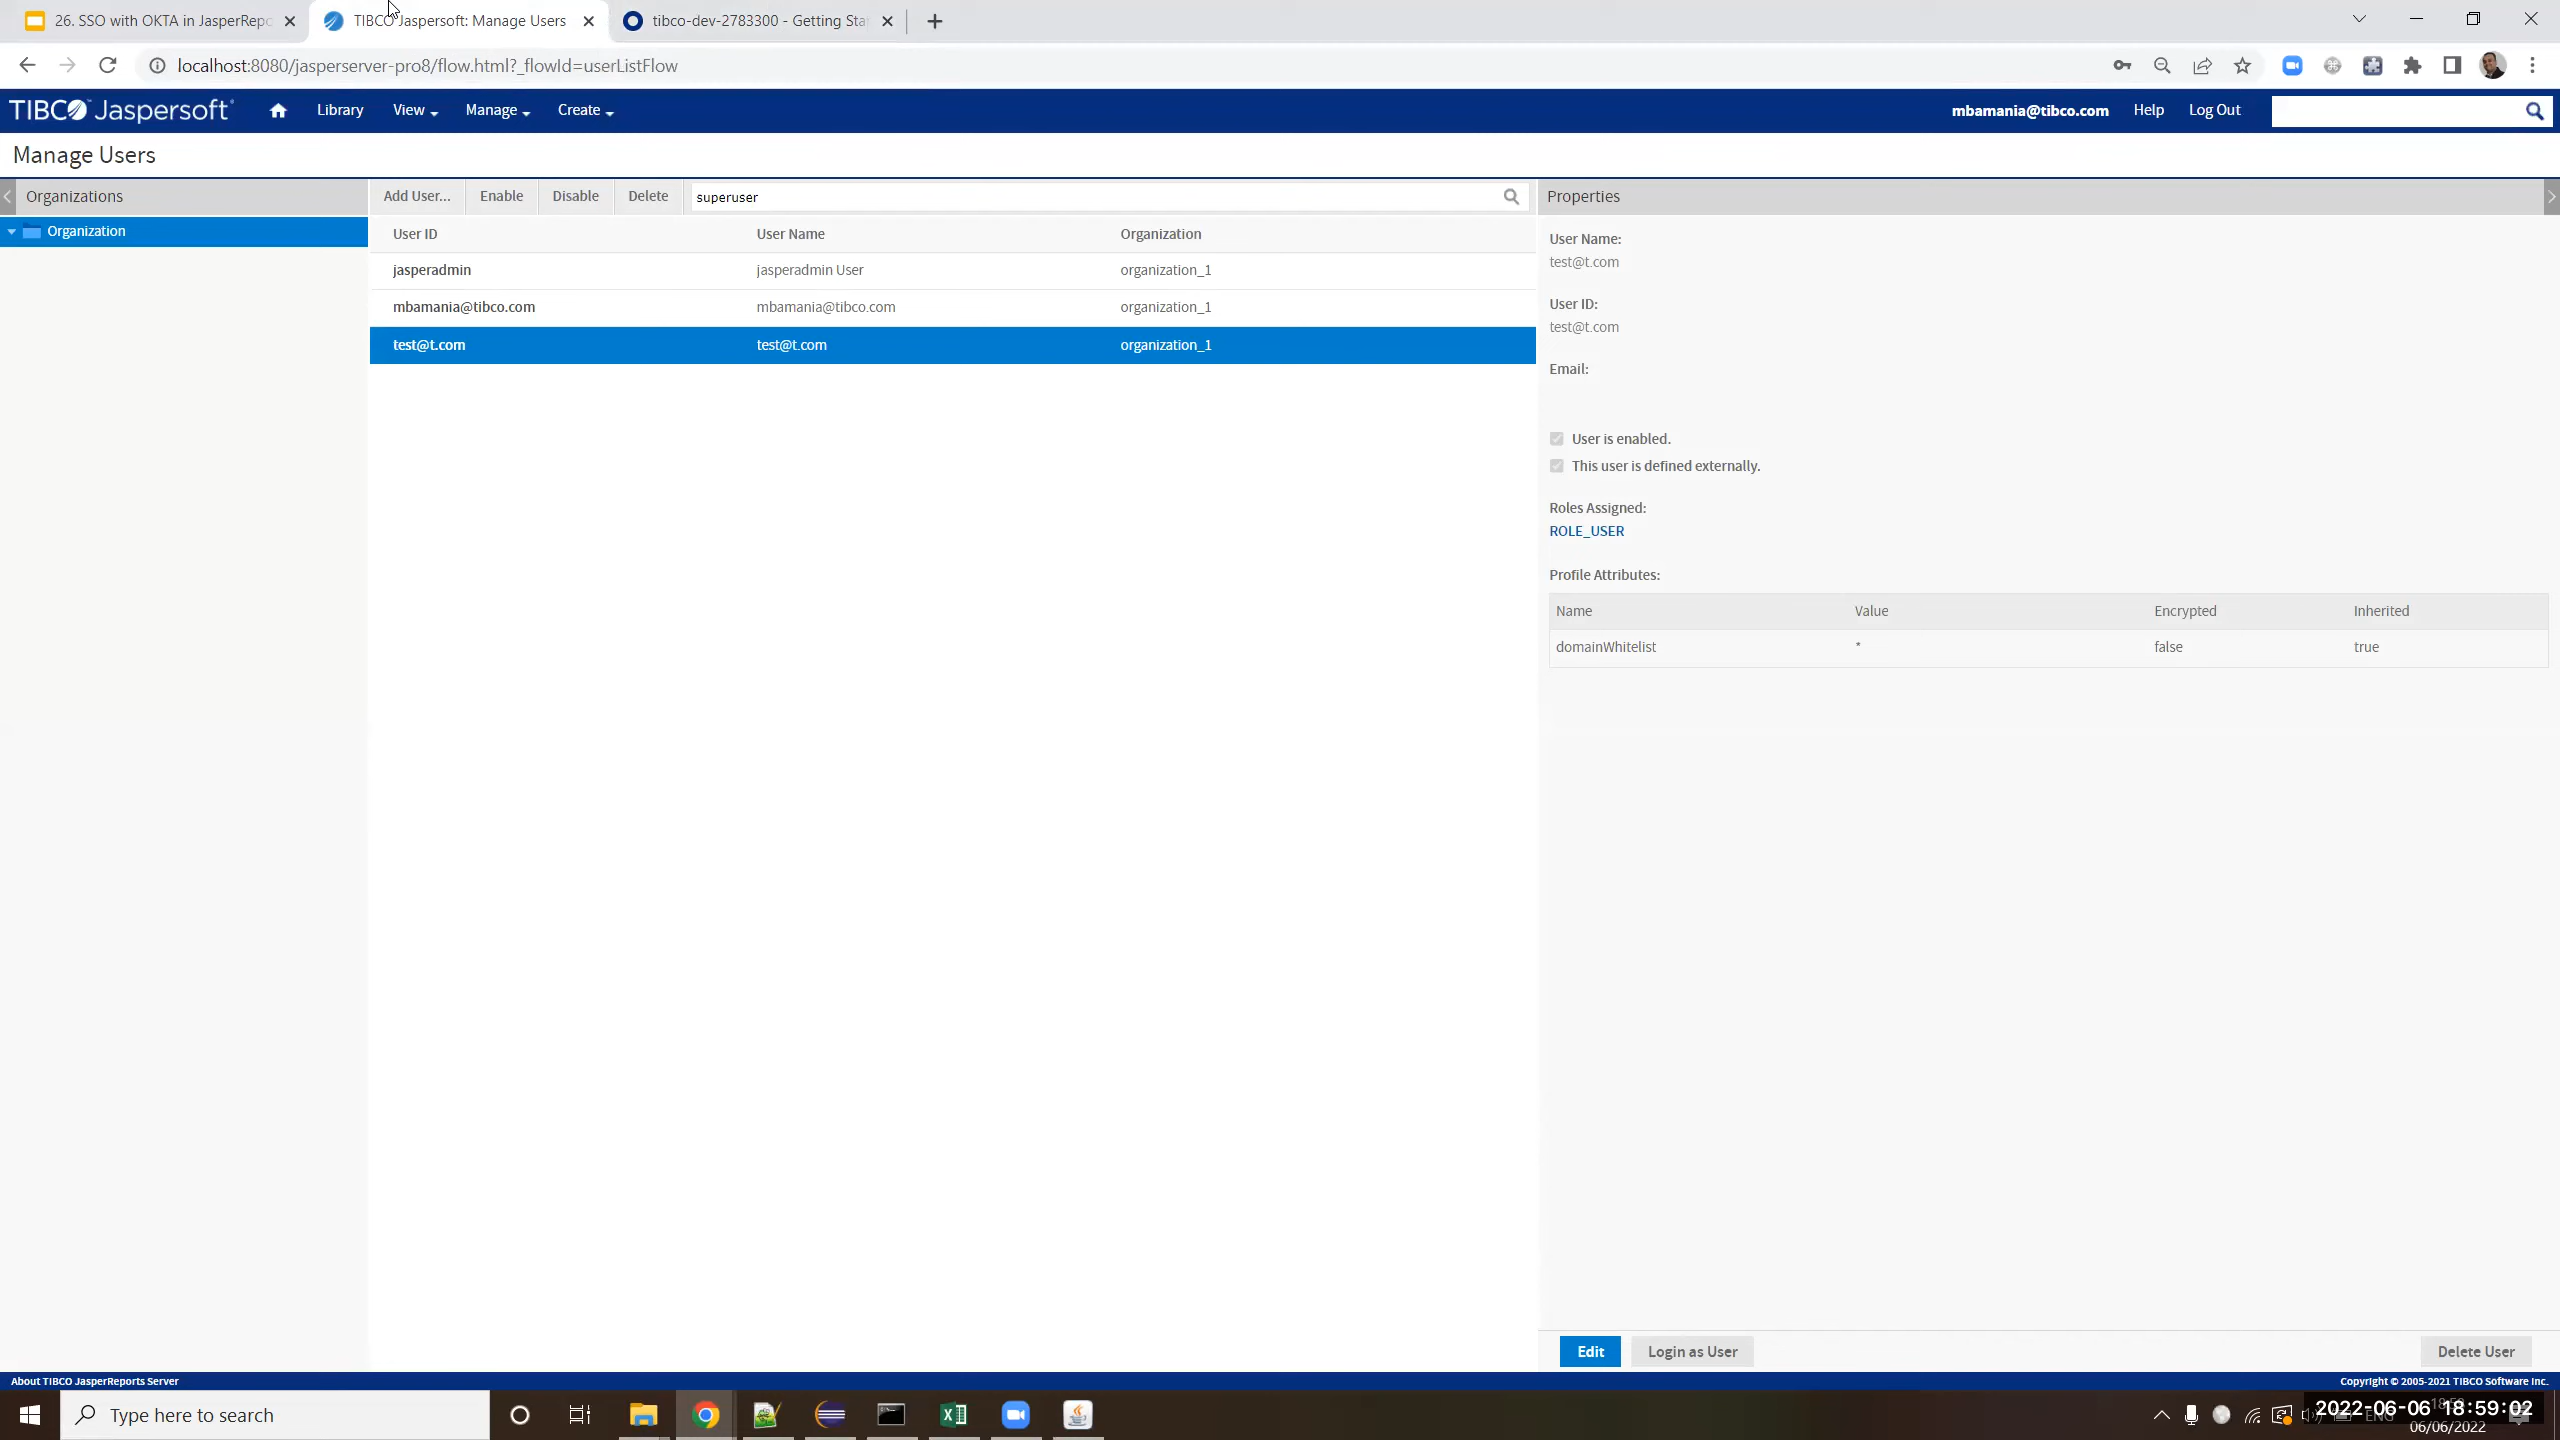 26. SSO with OKTA in JasperRepo
TIBCO Jaspersoft: Manage Users
tibco-dev-2783300 - Getting Sta
localhost:8080/jasperserver-pro8/flow.html?_flowId=userListFlow
TIBCO Jaspersoft
Library
View
Manage
Create
mbamania@tibco.com
Help
Log Out
Manage Users
Organizations
Add User...
Enable
Disable
Delete
superuser
Properties
Organization
User ID
User Name
Organization
jasperadmin
jasperadmin User
organization_1
mbamania@tibco.com
mbamania@tibco.com
organization_1
test@t.com
test@t.com
organization_1
User Name:
test@t.com
User ID:
test@t.com
Email:
User is enabled.
This user is defined externally.
Roles Assigned:
ROLE_USER
Profile Attributes:
Name
Value
Encrypted
Inherited
domainWhitelist
*
false
true
Edit
Login as User
Delete User
About TIBCO JasperReports Server
Copyright © 2005-2021 TIBCO Software Inc.
Type here to search
2022-06-06 18:59:02
06/06/2022